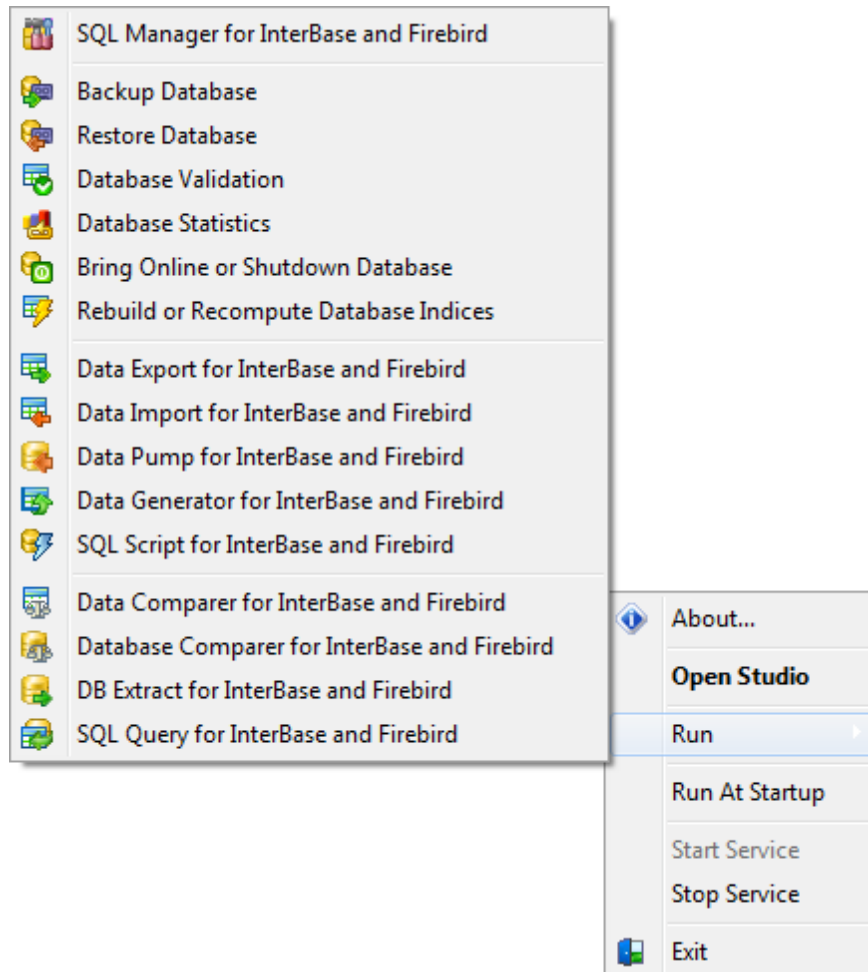 SQL Manager for InterBase and Firebird
Backup Database
Restore Database
Database Validation
Database Statistics
Bring Online or Shutdown Database
Rebuild or Recompute Database Indices
Data Export for InterBase and Firebird
Data Import for InterBase and Firebird
Data Pump for InterBase and Firebird
Data Generator for InterBase and Firebird
SQL Script for InterBase and Firebird
Data Comparer for InterBase and Firebird
Database Comparer for InterBase and Firebird
DB Extract for InterBase and Firebird
SQL Query for InterBase and Firebird
About...
Open Studio
Run
Run At Startup
Start Service
Stop Service
Exit